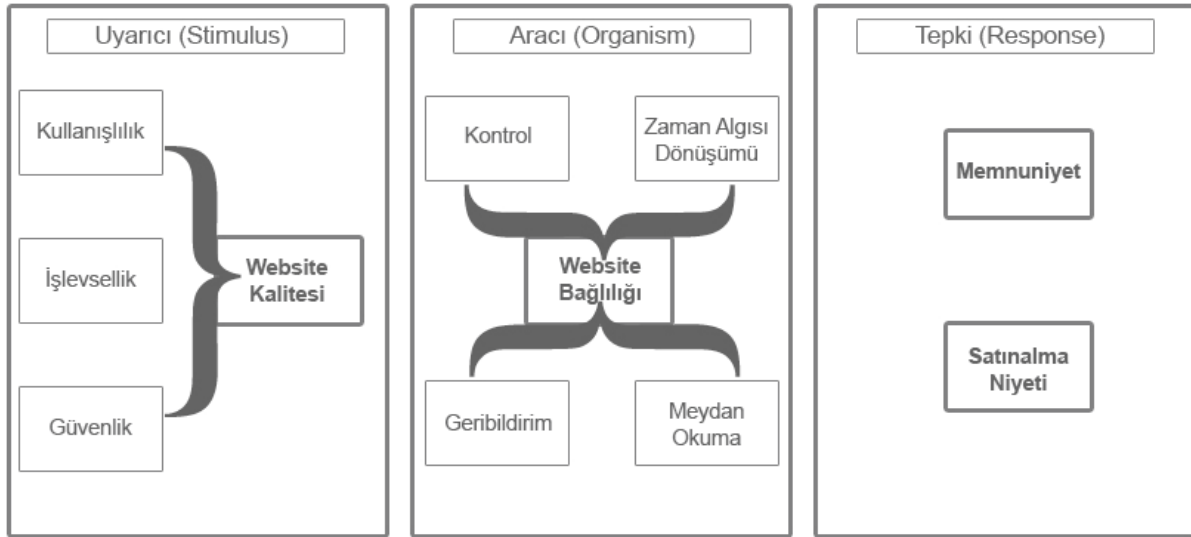 Uyarıcı (Stimulus)
Kullanışlılık
İşlevsellik
Güvenlik
Website
Kalitesi
Aracı (Organism)
Kontrol
Zaman Algısı
Dönüşümü
Website
Bağlılığı
Geribildirim
Meydan
Okuma
Tepki (Response)
Memnuniyet
Satınalma
Niyeti